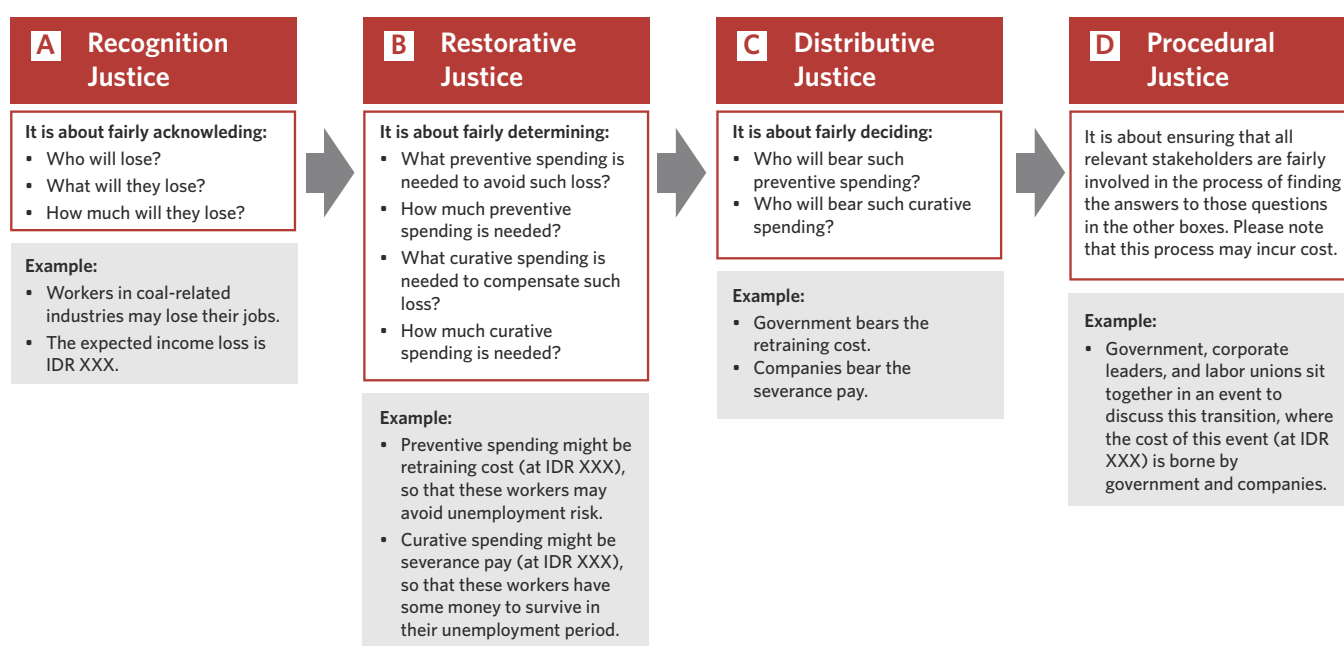 A Recognition
Justice
It is about fairly acknowleding:
▪ Who will lose?
▪ What will they lose?
▪ How much will they lose?
Example:
▪ Workers in coal-related
industries may lose their jobs.
▪ The expected income loss is
IDR XXX.
B Restorative
Justice
It is about fairly determining:
▪ What preventive spending is
needed to avoid such loss?
▪ How much preventive
spending is needed?
▪ What curative spending is
needed to compensate such
loss?
▪ How much curative
spending is needed?
Example:
▪ Preventive spending might be
retraining cost (at IDR XXX),
so that these workers may
avoid unemployment risk.
▪ Curative spending might be
severance pay (at IDR XXX),
so that these workers have
some money to survive in
their unemployment period.
C Distributive
Justice
It is about fairly deciding:
▪ Who will bear such
preventive spending?
▪ Who will bear such curative
spending?
Example:
▪ Government bears the
retraining cost.
▪ Companies bear the
severance pay.
D Procedural
Justice
It is about ensuring that all
relevant stakeholders are fairly
involved in the process of finding
the answers to those questions
in the other boxes. Please note
that this process may incur cost.
Example:
▪ Government, corporate
leaders, and labor unions sit
together in an event to
discuss this transition, where
the cost of this event (at IDR
XXX) is borne by
government and companies.